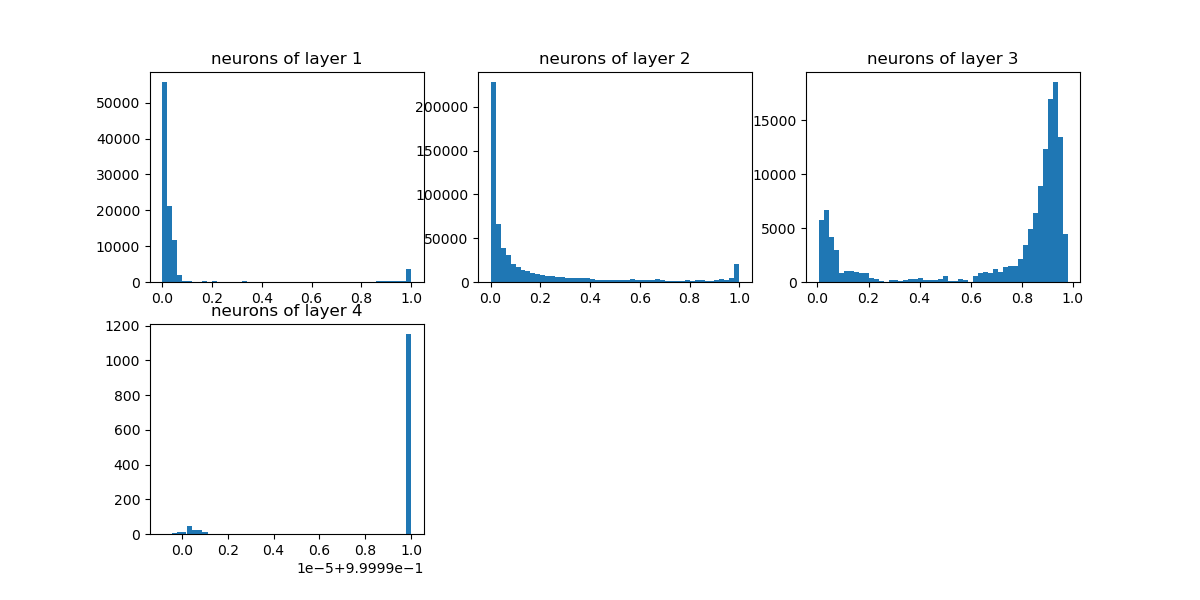 neurons of layer 1
neurons of layer 2
neurons of layer 3
50000
40000
30000
20000
10000
0
200000
150000
100000
50000
0
15000
10000
5000
0
0.0 0.2 0.4 0.6 0.8 1.0
0.0 0.2 0.4 0.6 0.8 1.0
0.0 0.2 0.4 0.6 0.8 1.0
neurons of layer 4
1200
1000
800
600
400
200
0
0.0 0.2 0.4 0.6 0.8 1.0
1e−5+9.9999e−1